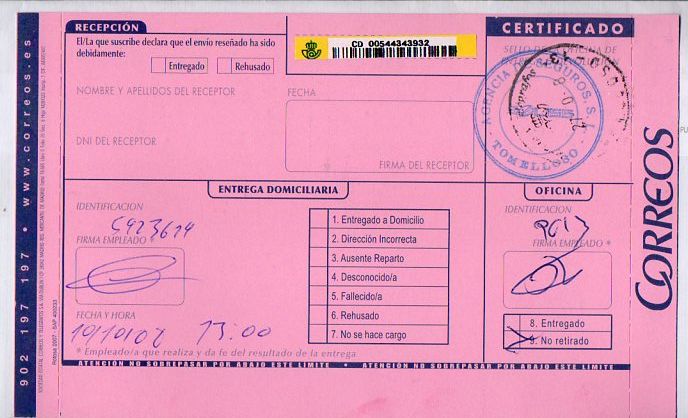 RECEPCIÓN
El/La que suscribe declara que el envío reseñado ha sido
debidamente:
Entregado
Rehusado
CD 00544343932
CERTIFICADO
NOMBRE Y APELLIDOS DEL RECEPTOR
FECHA
DNI DEL RECEPTOR
FIRMA DEL RECEPTOR
AGENCIA DE SEGUROS, S.L.
TOMELLOSO
ENTREGA DOMICILIARIA
IDENTIFICACION
5923614
FIRMA EMPLEADO *
FECHA Y HORA
13:00
1. Entregado a Domicilio
2. Dirección Incorrecta
3. Ausente Reparto
4. Desconocido/a
5. Fallecido/a
6. Rehusado
7. No se hace cargo
* Empleado/a que realiza y da fe del resultado de la entrega
OFICINA
IDENTIFICACION
FIRMA EMPLEADO *
8. Entregado
9. No retirado
ATENCION NO SOBREPASAR POR ABAJO ESTE LIMITE • ATENCION NO SOBREPASAR POR ABAJO ESTE LIMITE
902 197 197 • www.correos.es
CORREOS